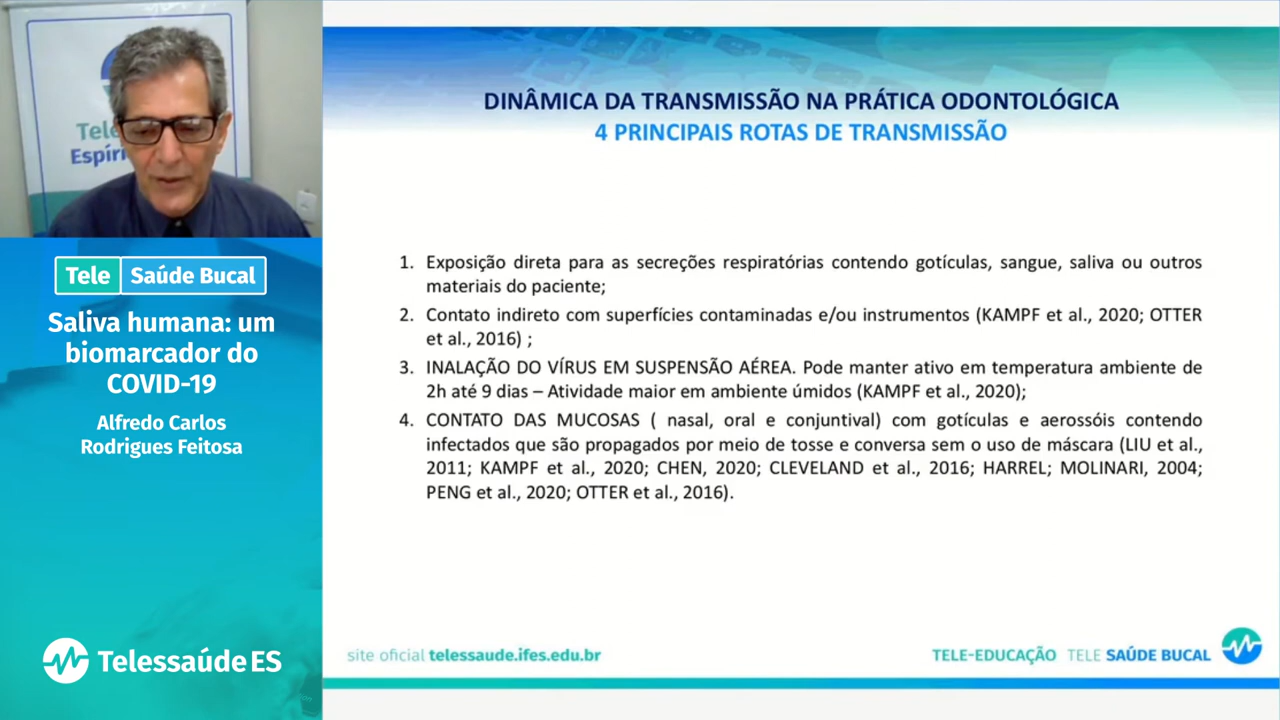 Tele
Espíri
Tele Saúde Bucal
Saliva humana: um
biomarcador do
COVID-19
Alfredo Carlos
Rodrigues Feitosa
Telessaúde ES
DINÂMICA DA TRANSMISSÃO NA PRÁTICA ODONTOLÓGICA
4 PRINCIPAIS ROTAS DE TRANSMISSÃO
1. Exposição direta para as secreções respiratórias contendo gotículas, sangue, saliva ou outros
materiais do paciente;
2. Contato indireto com superfícies contaminadas e/ou instrumentos (KAMPF et al., 2020; OTTER
et al., 2016) ;
3. INALAÇÃO DO VÍRUS EM SUSPENSÃO AÉREA. Pode manter ativo em temperatura ambiente de
2h até 9 dias – Atividade maior em ambiente úmidos (KAMPF et al., 2020);
4. CONTATO DAS MUCOSAS ( nasal, oral e conjuntival) com gotículas e aerossóis contendo
infectados que são propagados por meio de tosse e conversa sem o uso de máscara (LIU et al.,
2011; KAMPF et al., 2020; CHEN, 2020; CLEVELAND et al., 2016; HARREL; MOLINARI, 2004;
PENG et al., 2020; OTTER et al., 2016).
site oficial telessaude.ifes.edu.br
TELE-EDUCAÇÃO TELE SAÚDE BUCAL